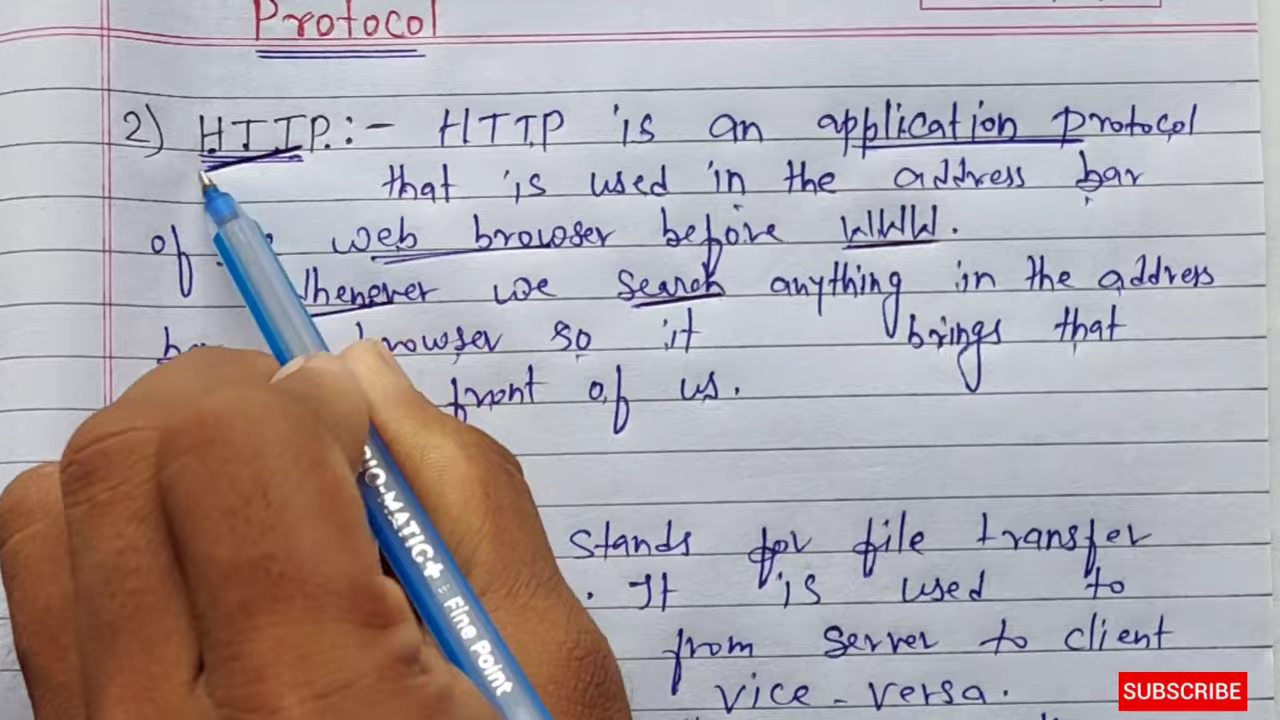 Protocol
2) HTTP:- HTTP is an application protocol
that is used in the address bar
of web browser before WWW.
Whenever we search anything in the address
browser so it brings that
front of us.
stands for file transfer
. It is used to
from server to client
vice-versa.
-MATIC+ Fine Point
SUBSCRIBE